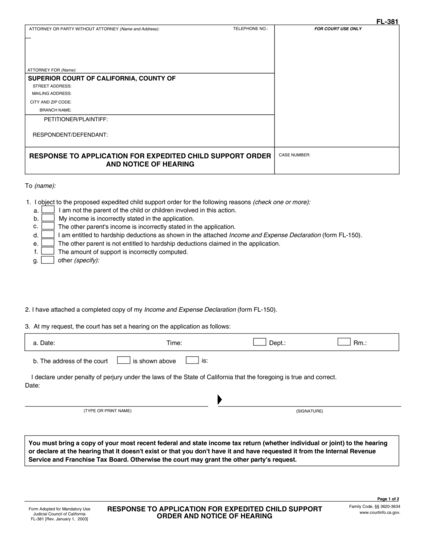 FL-381
ATTORNEY OR PARTY WITHOUT ATTORNEY (Name and Address): TELEPHONE NO.: FOR COURT USE ONLY
ATTORNEY FOR (Name):
SUPERIOR COURT OF CALIFORNIA, COUNTY OF
STREET ADDRESS:
MAILING ADDRESS:
CITY AND ZIP CODE:
BRANCH NAME:
PETITIONER/PLAINTIFF:
RESPONDENT/DEFENDANT:
RESPONSE TO APPLICATION FOR EXPEDITED CHILD SUPPORT ORDER
AND NOTICE OF HEARING
CASE NUMBER:
To (name):
1. I object to the proposed expedited child support order for the following reasons (check one or more):
a. I am not the parent of the child or children involved in this action.
b. My income is incorrectly stated in the application.
c. The other parent's income is incorrectly stated in the application.
d. I am entitled to hardship deductions as shown in the attached Income and Expense Declaration (form FL-150).
e. The other parent is not entitled to hardship deductions claimed in the application.
f. The amount of support is incorrectly computed.
g. other (specify):
2. I have attached a completed copy of my Income and Expense Declaration (form FL-150).
3. At my request, the court has set a hearing on the application as follows:
a. Date: Time: Dept.: Rm.:
b. The address of the court is shown above is:
I declare under penalty of perjury under the laws of the State of California that the foregoing is true and correct.
Date:
(TYPE OR PRINT NAME) (SIGNATURE)
You must bring a copy of your most recent federal and state income tax return (whether individual or joint) to the hearing
or declare at the hearing that it doesn't exist or that you don't have it and have requested it from the Internal Revenue
Service and Franchise Tax Board. Otherwise the court may grant the other party's request.
Page 1 of 2
Form Adopted for Mandatory Use
Judicial Council of California
FL-381 [Rev. January 1, 2003]
RESPONSE TO APPLICATION FOR EXPEDITED CHILD SUPPORT
ORDER AND NOTICE OF HEARING
Family Code, §§ 3620-3634
www.courtinfo.ca.gov.